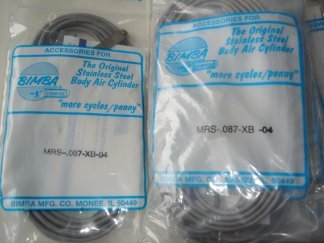 ACCESSORIES FOR
BIMBA
The Original
Stainless Steel
Body Air Cylinder
"more cycles/penny"
MRS-.087-XB-04
BIMBA MFG. CO, MONEE, IL 60449
ACCESSORIES FOR
BIMBA
The Original
Stainless Steel
Body Air Cylinder
"more cycles/penny"
MRS-.087-XB -04
BIMBA MFG. CO, 60449